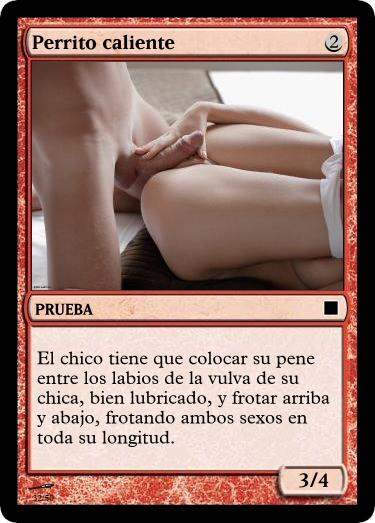 Perrito caliente
2
PRUEBA
El chico tiene que colocar su pene
entre los labios de la vulva de su
chica, bien lubricado, y frotar arriba
y abajo, frotando ambos sexos en
toda su longitud.
3/4